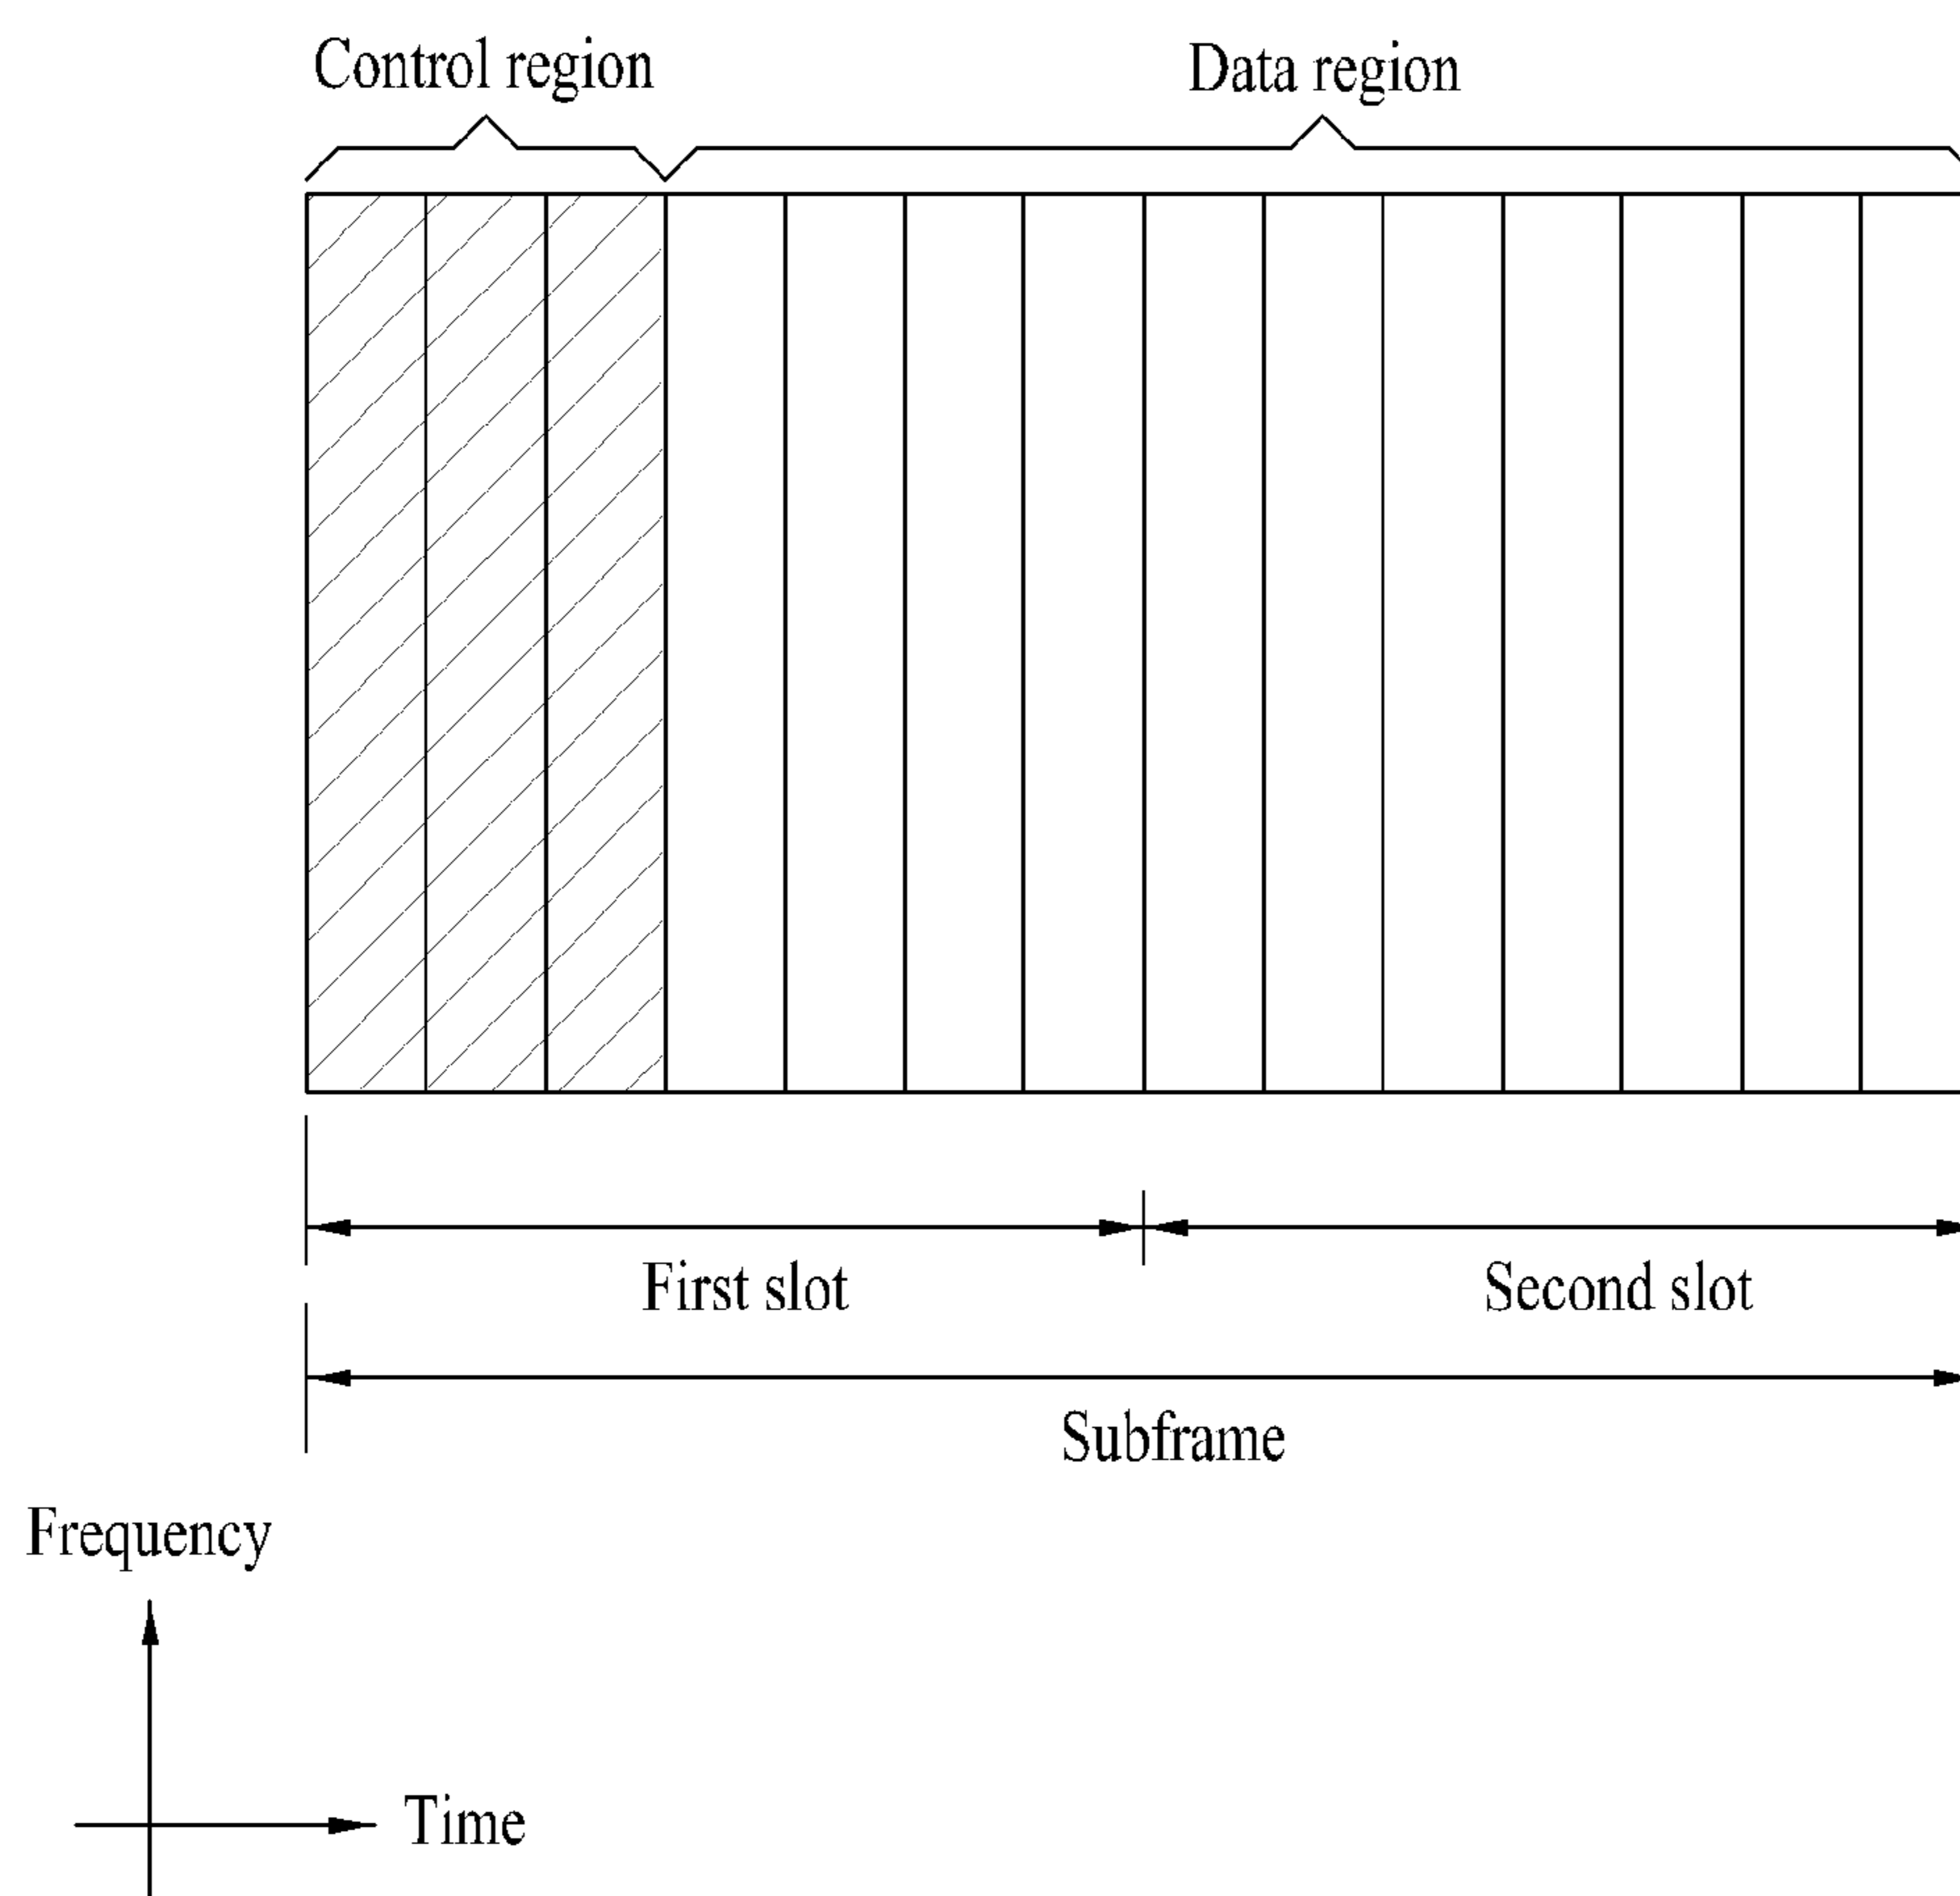 Control region
Data region
First slot
Second slot
Subframe
Frequency
Time